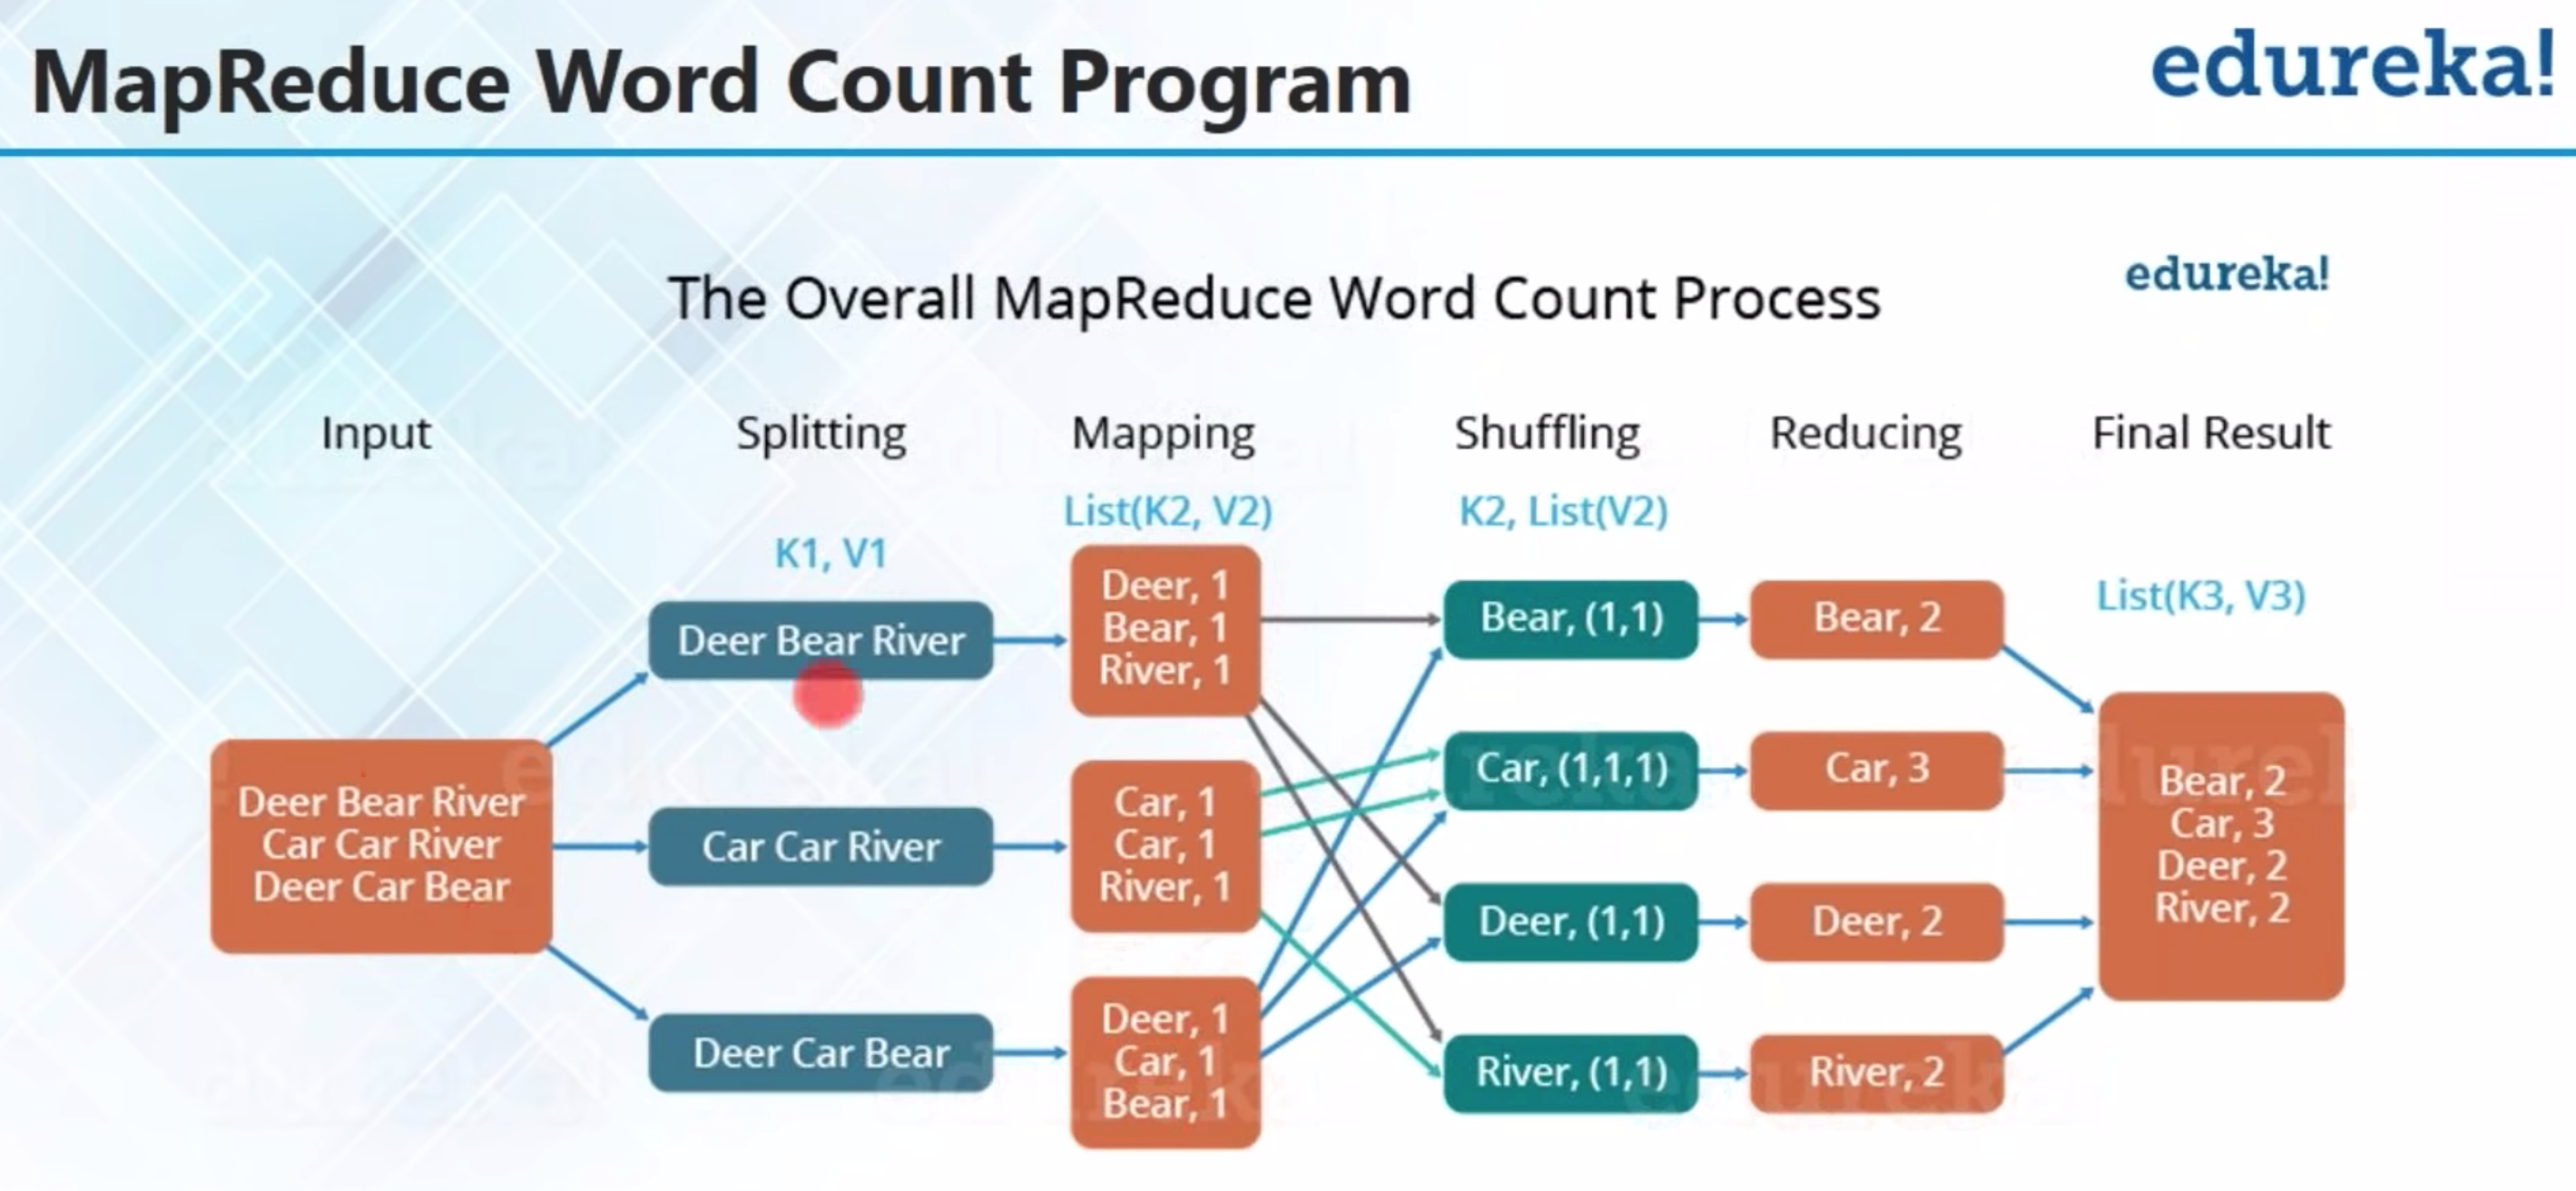 MapReduce Word Count Program
edureka!
The Overall MapReduce Word Count Process
edureka!
Input
Splitting
Mapping
Shuffling
Reducing
Final Result
K1, V1
List(K2, V2)
K2, List(V2)
List(K3, V3)
Deer Bear River
Car Car River
Deer Car Bear
Deer Bear River
Car Car River
Deer Car Bear
Deer, 1
Bear, 1
River, 1
Car, 1
Car, 1
River, 1
Deer, 1
Car, 1
Bear, 1
Bear, (1,1)
Car, (1,1,1)
Deer, (1,1)
River, (1,1)
Bear, 2
Car, 3
Deer, 2
River, 2
Bear, 2
Car, 3
Deer, 2
River, 2